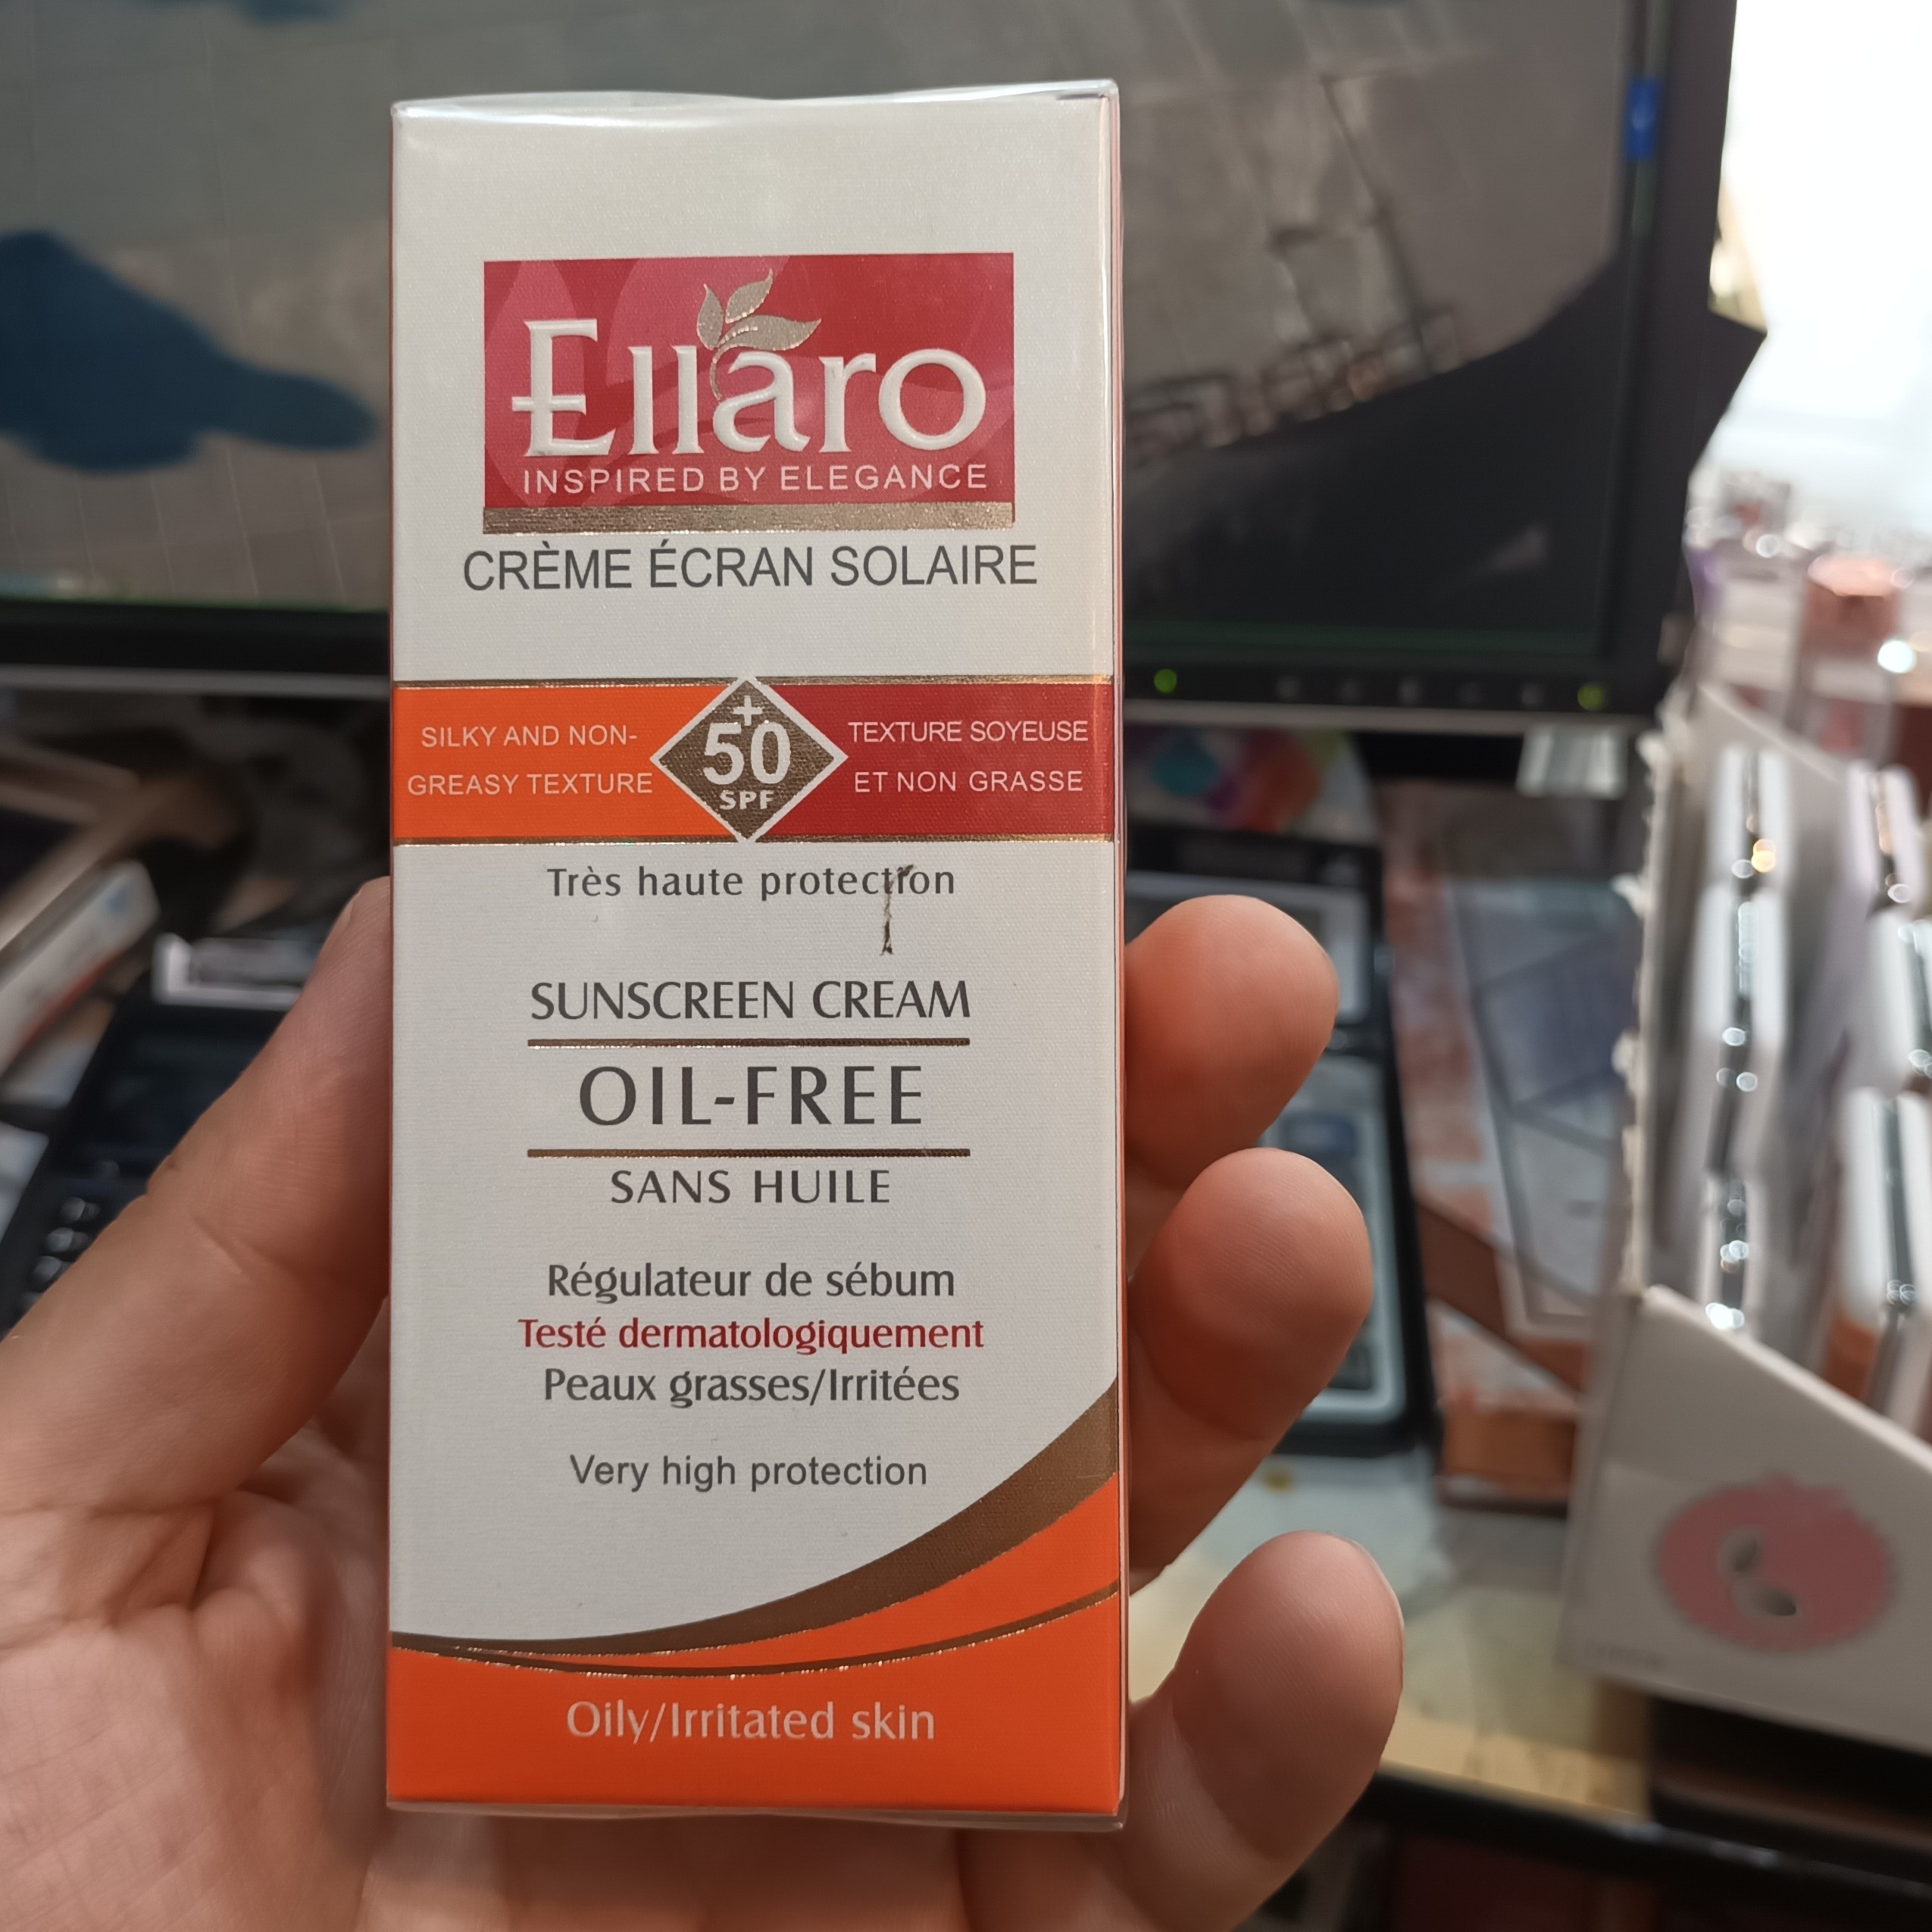 Ellaro
INSPIRED BY ELEGANCE
CRÈME ÉCRAN SOLAIRE
SILKY AND NON-
GREASY TEXTURE
+
50
SPF
TEXTURE SOYEUSE
ET NON GRASSE
Très haute protection
SUNSCREEN CREAM
OIL-FREE
SANS HUILE
Régulateur de sébum
Testé dermatologiquement
Peaux grasses/Irritées
Very high protection
Oily/Irritated skin